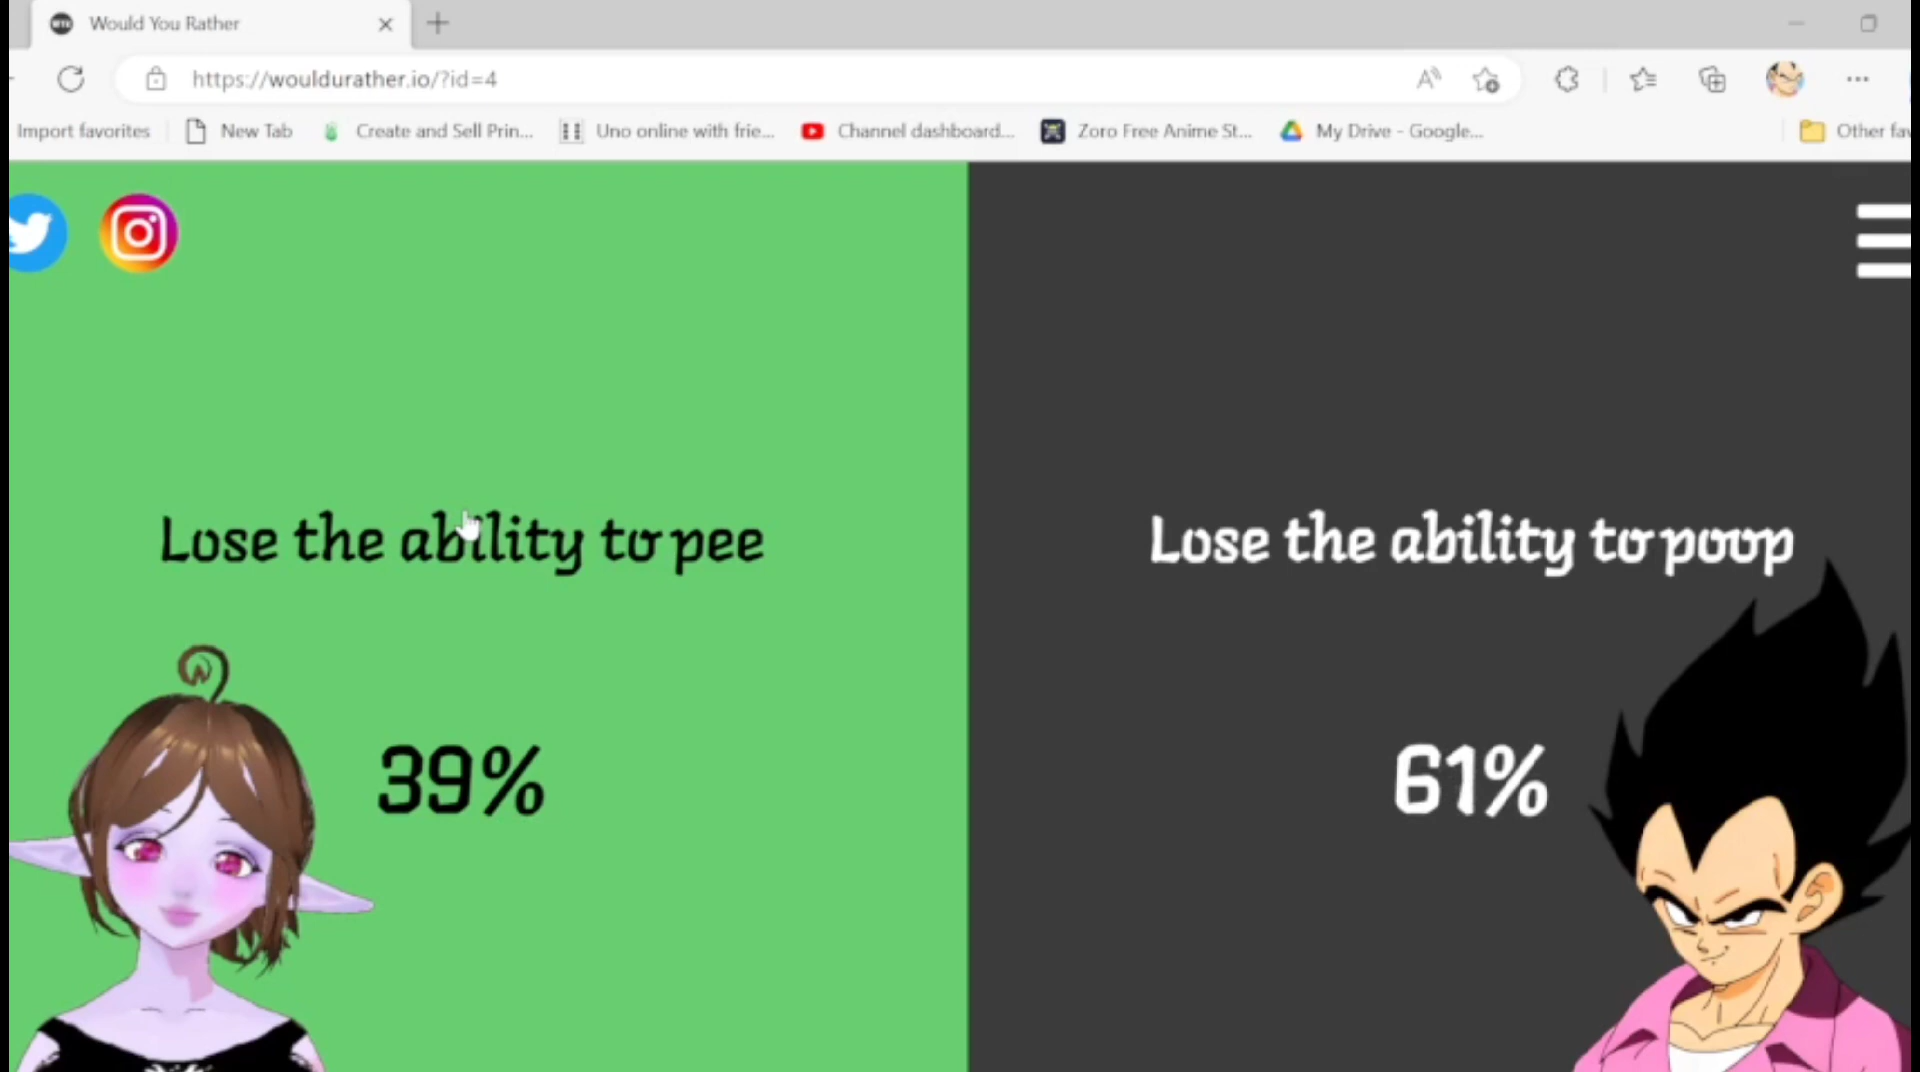 Would You Rather
https://wouldurather.io/?id=4
Import favorites New Tab Create and Sell Prin... Uno online with frie... Channel dashboard... Zoro Free Anime St... My Drive - Google... Other fav
Lose the ability to pee
Lose the ability to poop
39%
61%